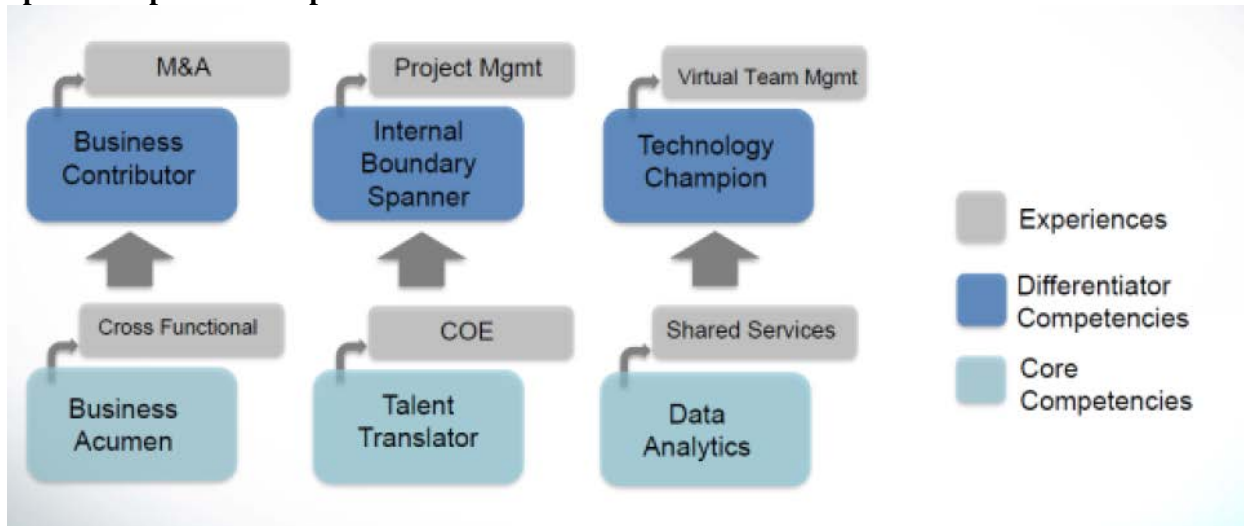 M&A
Project Mgmt
Virtual Team Mgmt
Business
Contributor
Internal
Boundary
Spanner
Technology
Champion
Cross Functional
COE
Shared Services
Business
Acumen
Talent
Translator
Data
Analytics
Experiences
Differentiator
Competencies
Core
Competencies